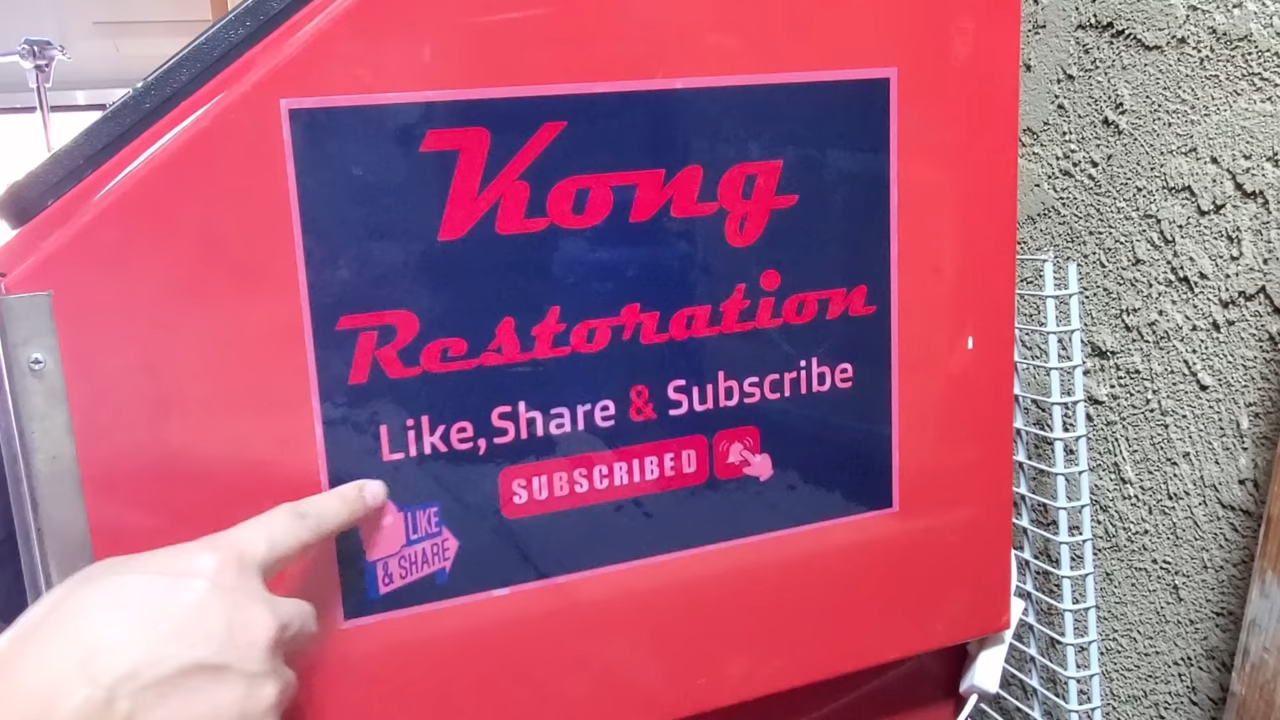 Kong
Restoration
Like,Share & Subscribe
SUBSCRIBED
LIKE
& SHARE